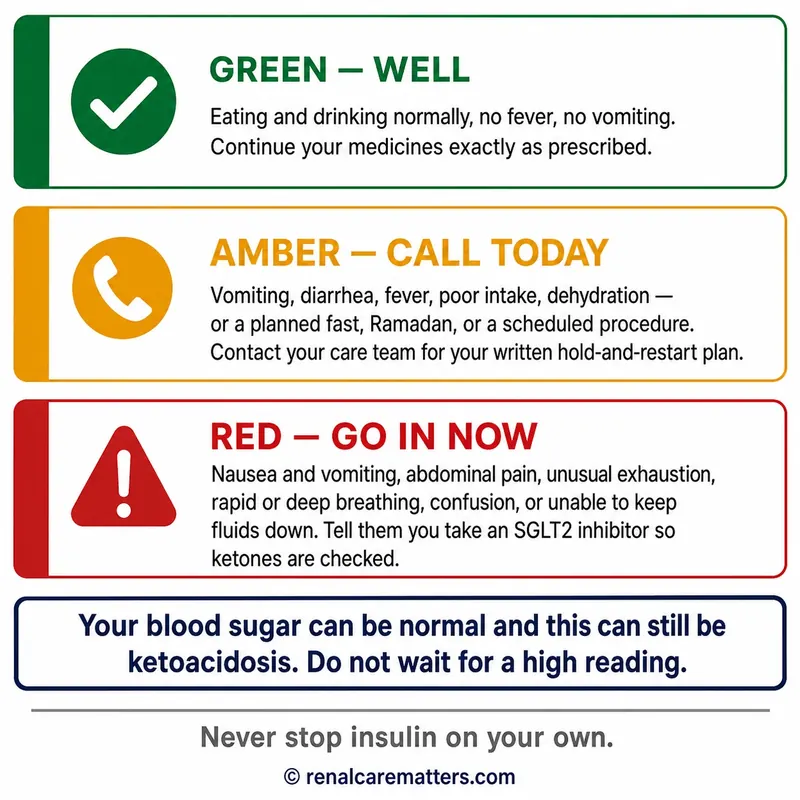 GREEN — WELL
Eating and drinking normally, no fever, no vomiting.
Continue your medicines exactly as prescribed.
AMBER — CALL TODAY
Vomiting, diarrhea, fever, poor intake, dehydration —
or a planned fast, Ramadan, or a scheduled procedure.
Contact your care team for your written hold-and-restart plan.
RED — GO IN NOW
Nausea and vomiting, abdominal pain, unusual exhaustion,
rapid or deep breathing, confusion, or unable to keep
fluids down. Tell them you take an SGLT2 inhibitor so
ketones are checked.
Your blood sugar can be normal and this can still be
ketoacidosis. Do not wait for a high reading.
Never stop insulin on your own.
© renalcarematters.com